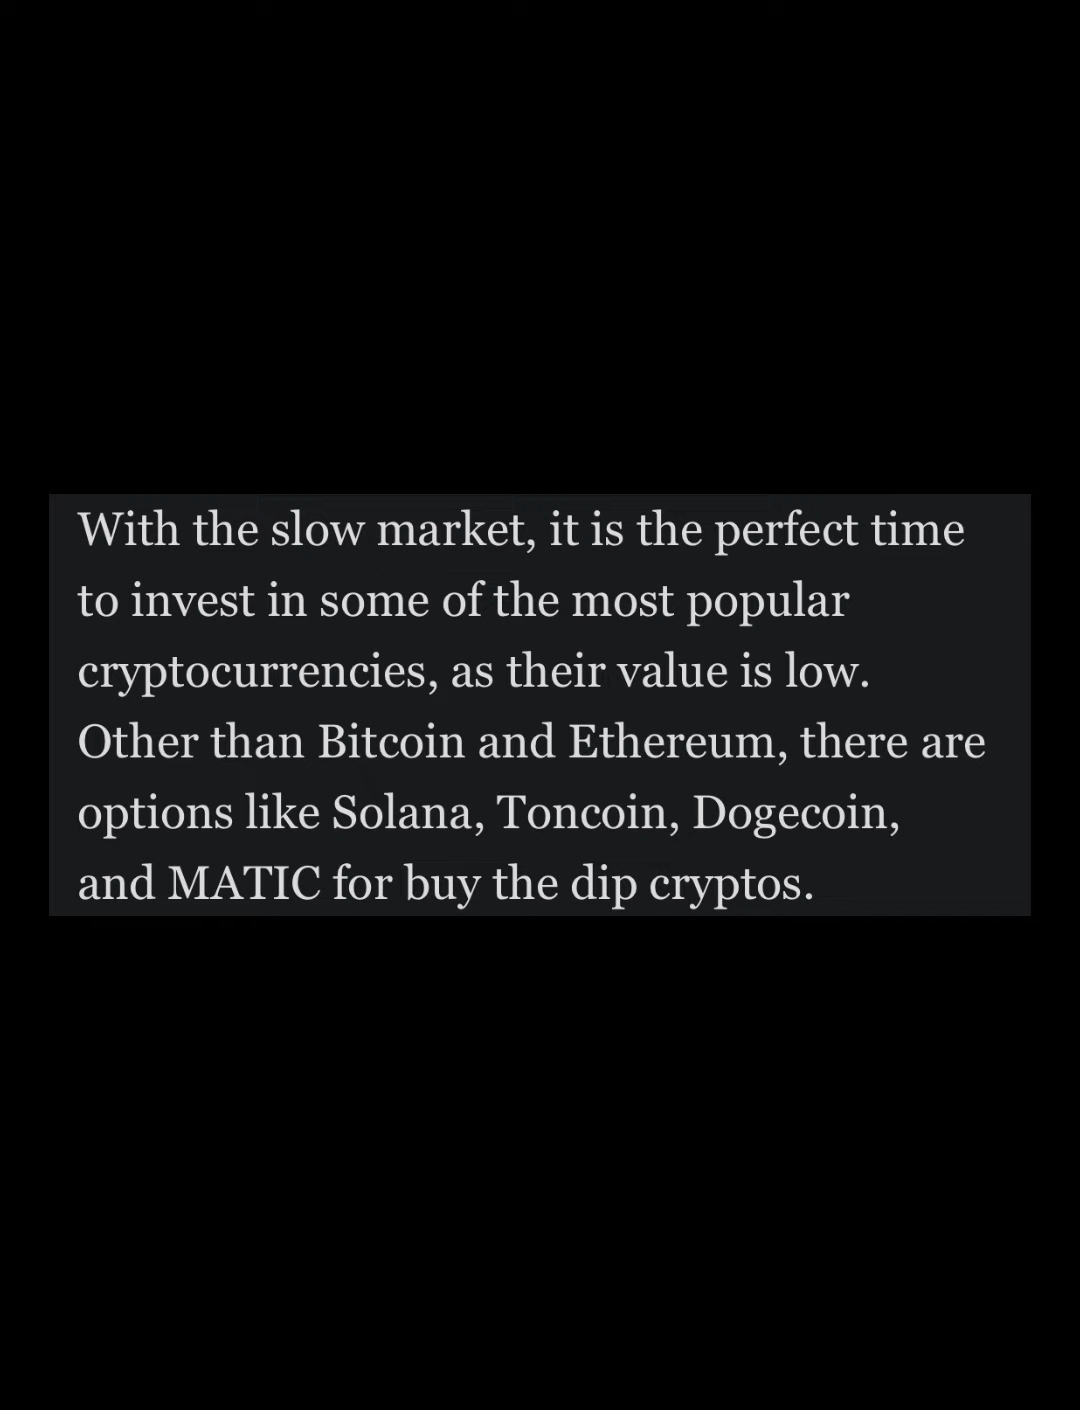 With the slow market, it is the perfect time
to invest in some of the most popular
cryptocurrencies, as their value is low.
Other than Bitcoin and Ethereum, there are
options like Solana, Toncoin, Dogecoin,
and MATIC for buy the dip cryptos.